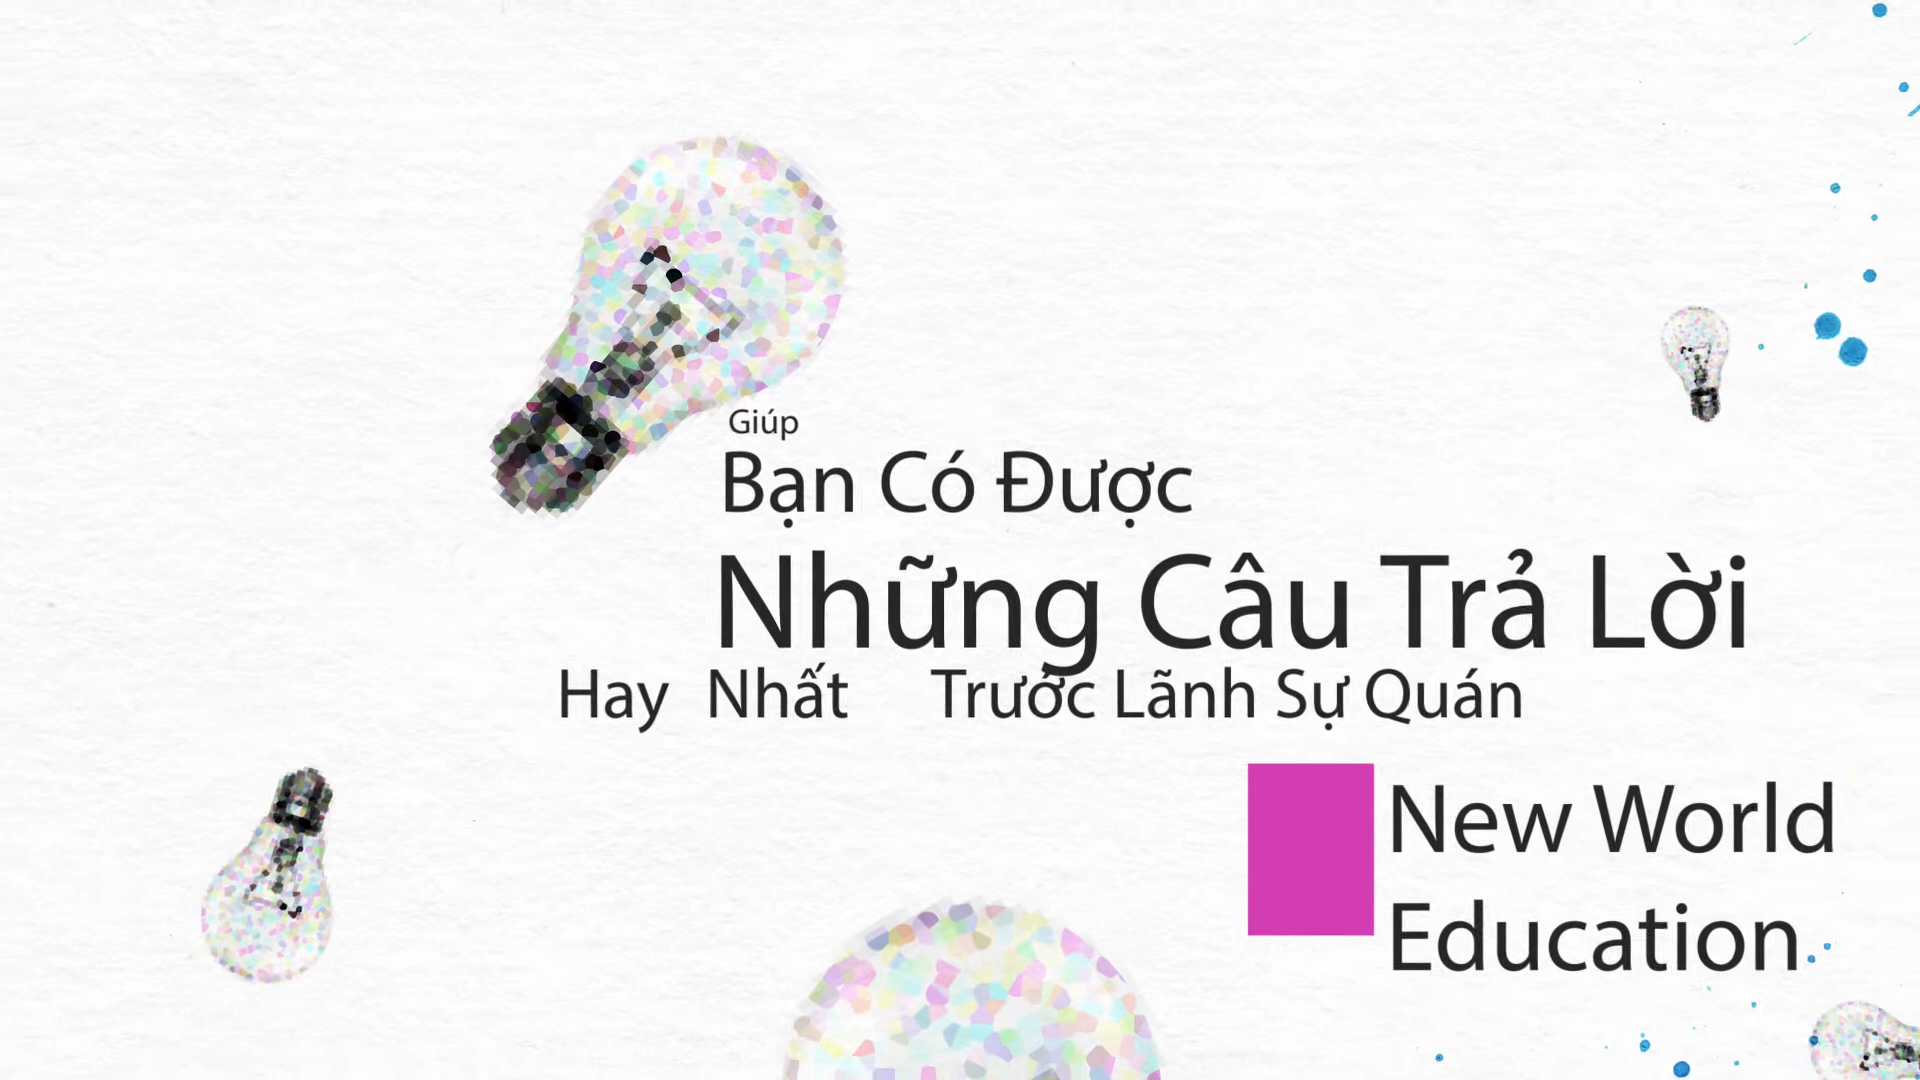 Giúp
Bạn Có Được
Những Câu Trả Lời
Hay Nhất Trước Lãnh Sự Quán
New World
Education